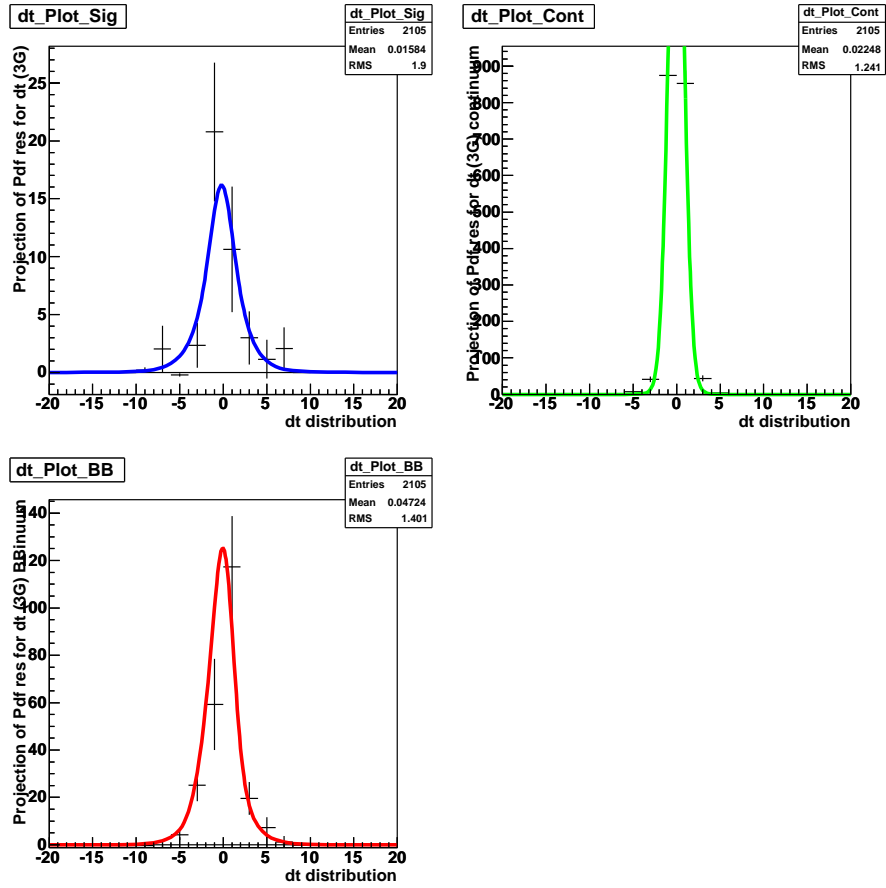 dt_Plot_Sig
dt_Plot_Sig
Entries 2105
Mean 0.01584
RMS 1.9
Projection of Pdf res for dt (3G)
25
20
15
10
5
0
-20 -15 -10 -5 0 5 10 15 20
dt distribution
dt_Plot_Cont
dt_Plot_Cont
Entries 2105
Mean 0.02248
RMS 1.241
Projection of Pdf res for dt (3G) continuum
900
800
700
600
500
400
300
200
100
0
-20 -15 -10 -5 0 5 10 15 20
dt distribution
dt_Plot_BB
dt_Plot_BB
Entries 2105
Mean 0.04724
RMS 1.401
Projection of Pdf res for dt (3G) BBinuum
140
120
100
80
60
40
20
0
-20 -15 -10 -5 0 5 10 15 20
dt distribution